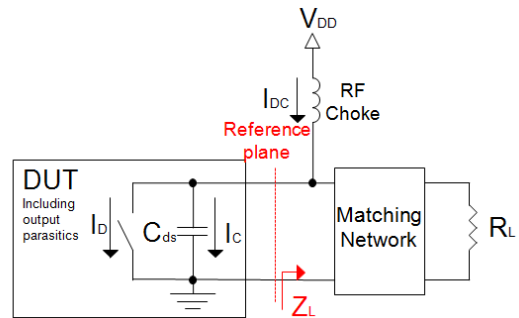 VDD
IDC
RF
Choke
Reference
plane
DUT
Including
output
parasitics
ID
Cds
IC
Matching
Network
RL
ZL